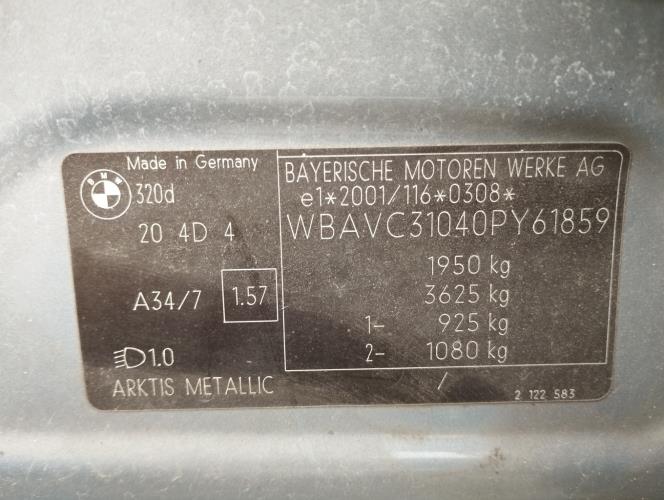 Made in Germany
BMW
320d
20 4D 4
A34/7 1.57
1.0
ARKTIS METALLIC
BAYERISCHE MOTOREN WERKE AG
e1*2001/116*0308*
WBAVC31040PY61859
1950 kg
3625 kg
1- 925 kg
2- 1080 kg
/
2 122 583